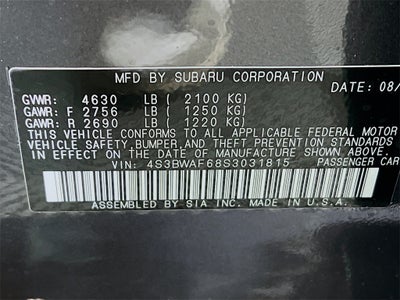 MFD BY SUBARU CORPORATION DATE: 08/
GVWR: 4630 LB ( 2100 KG)
GAWR: F 2756 LB ( 1250 KG)
GAWR: R 2690 LB ( 1220 KG)
THIS VEHICLE CONFORMS TO ALL APPLICABLE FEDERAL MOTOR
VEHICLE SAFETY, BUMPER, AND THEFT PREVENTION STANDARDS
IN EFFECT ON THE DATE OF MANUFACTURE SHOWN ABOVE.
VIN: 4S3BWAF68S3031815 PASSENGER CAR
ASSEMBLED BY SIA INC. MADE IN U.S.A.